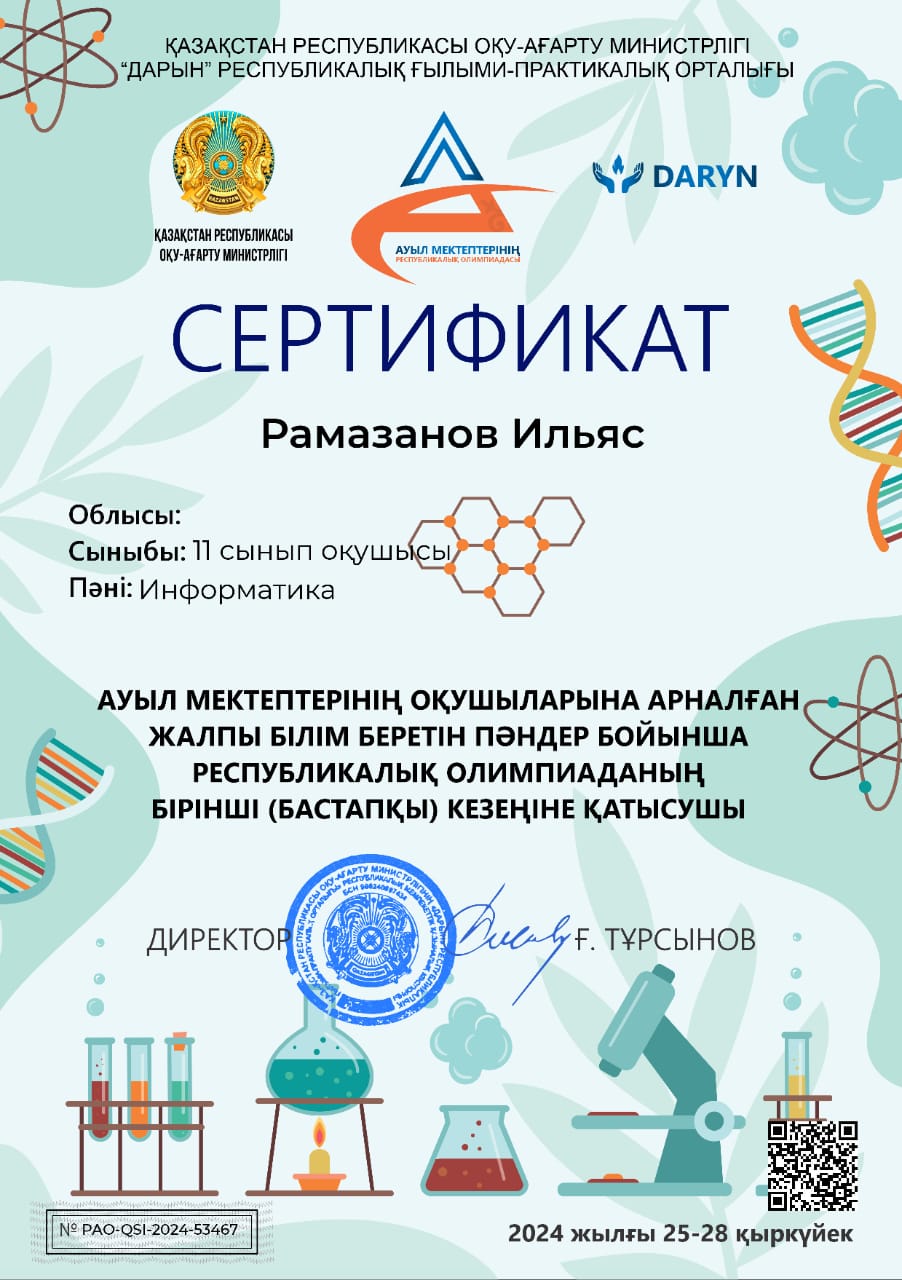 ҚАЗАҚСТАН РЕСПУБЛИКАСЫ ОҚУ-АҒАРТУ МИНИСТРЛІГІ
“ДАРЫН” РЕСПУБЛИКАЛЫҚ ҒЫЛЫМИ-ПРАКТИКАЛЫҚ ОРТАЛЫҒЫ
ҚАЗАҚСТАН РЕСПУБЛИКАСЫ
ОҚУ-АҒАРТУ МИНИСТРЛІГІ
АУЫЛ МЕКТЕПТЕРІНІҢ
РЕСПУБЛИКАЛЫҚ ОЛИМПИАДАСЫ
DARYN
СЕРТИФИКАТ
Рамазанов Ильяс
Облысы:
Сыныбы: 11 сынып оқушысы
Пәні: Информатика
АУЫЛ МЕКТЕПТЕРІНІҢ ОҚУШЫЛАРЫНА АРНАЛҒАН
ЖАЛПЫ БІЛІМ БЕРЕТІН ПӘНДЕР БОЙЫНША
РЕСПУБЛИКАЛЫҚ ОЛИМПИАДАНЫҢ
БІРІНШІ (БАСТАПҚЫ) КЕЗЕҢІНЕ ҚАТЫСУШЫ
ДИРЕКТОР Ғ. ТҰРСЫНОВ
№ PAO-QSI-2024-53467
2024 жылғы 25-28 қыркүйек